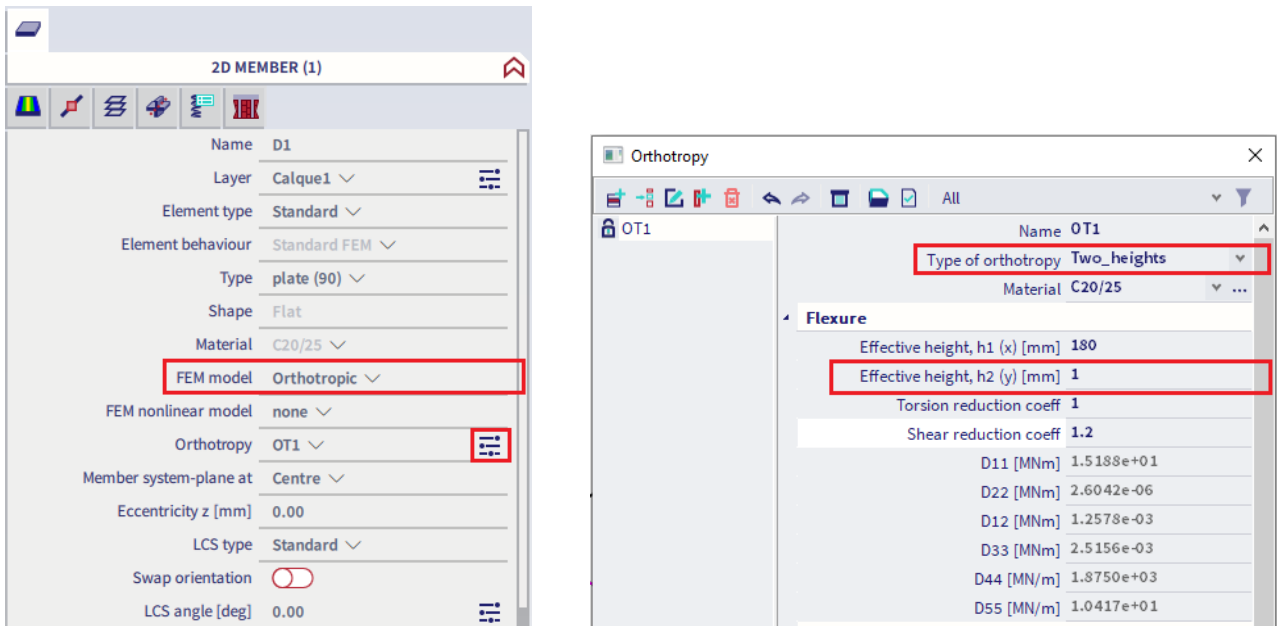 2D MEMBER (1)
Name D1
Layer Calque1
Element type Standard
Element behaviour Standard FEM
Type plate (90)
Shape Flat
Material C20/25
FEM model Orthotropic
FEM nonlinear model none
Orthotropy OT1
Member system-plane at Centre
Eccentricity z [mm] 0.00
LCS type Standard
Swap orientation
LCS angle [deg] 0.00
Orthotropy
All
OT1
Name OT1
Type of orthotropy Two_heights
Material C20/25 ...
Flexure
Effective height, h1 (x) [mm] 180
Effective height, h2 (y) [mm] 1
Torsion reduction coeff 1
Shear reduction coeff 1.2
D11 [MNm] 1.5188e+01
D22 [MNm] 2.6042e-06
D12 [MNm] 1.2578e-03
D33 [MNm] 2.5156e-03
D44 [MN/m] 1.8750e+03
D55 [MN/m] 1.0417e+01